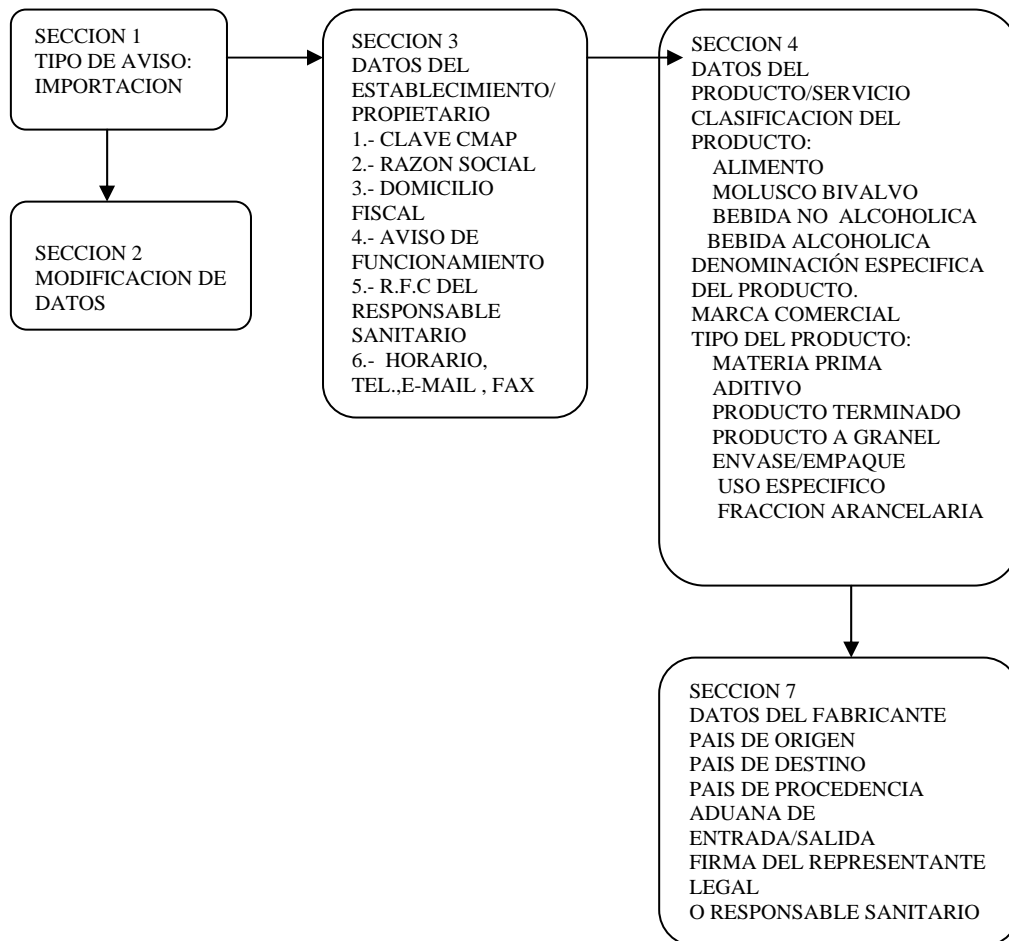 SECCION 1
TIPO DE AVISO:
IMPORTACION
SECCION 2
MODIFICACION DE
DATOS
SECCION 3
DATOS DEL
ESTABLECIMIENTO/
PROPIETARIO
1.- CLAVE CMAP
2.- RAZON SOCIAL
3.- DOMICILIO
FISCAL
4.- AVISO DE
FUNCIONAMIENTO
5.- R.F.C DEL
RESPONSABLE
SANITARIO
6.- HORARIO,
TEL.,E-MAIL , FAX
SECCION 4
DATOS DEL
PRODUCTO/SERVICIO
CLASIFICACION DEL
PRODUCTO:
ALIMENTO
MOLUSCO BIVALVO
BEBIDA NO ALCOHOLICA
BEBIDA ALCOHOLICA
DENOMINACIÓN ESPECIFICA
DEL PRODUCTO.
MARCA COMERCIAL
TIPO DEL PRODUCTO:
MATERIA PRIMA
ADITIVO
PRODUCTO TERMINADO
PRODUCTO A GRANEL
ENVASE/EMPAQUE
USO ESPECIFICO
FRACCION ARANCELARIA
SECCION 7
DATOS DEL FABRICANTE
PAIS DE ORIGEN
PAIS DE DESTINO
PAIS DE PROCEDENCIA
ADUANA DE
ENTRADA/SALIDA
FIRMA DEL REPRESENTANTE
LEGAL
O RESPONSABLE SANITARIO